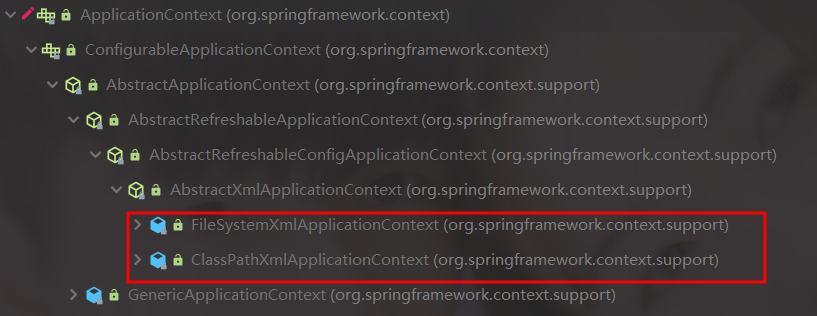 ApplicationContext (org.springframework.context)
ConfigurableApplicationContext (org.springframework.context)
AbstractApplicationContext (org.springframework.context.support)
AbstractRefreshableApplicationContext (org.springframework.context.support)
AbstractRefreshableConfigApplicationContext (org.springframework.context.support)
AbstractXmlApplicationContext (org.springframework.context.support)
FileSystemXmlApplicationContext (org.springframework.context.support)
ClassPathXmlApplicationContext (org.springframework.context.support)
GenericApplicationContext (org.springframework.context.support)